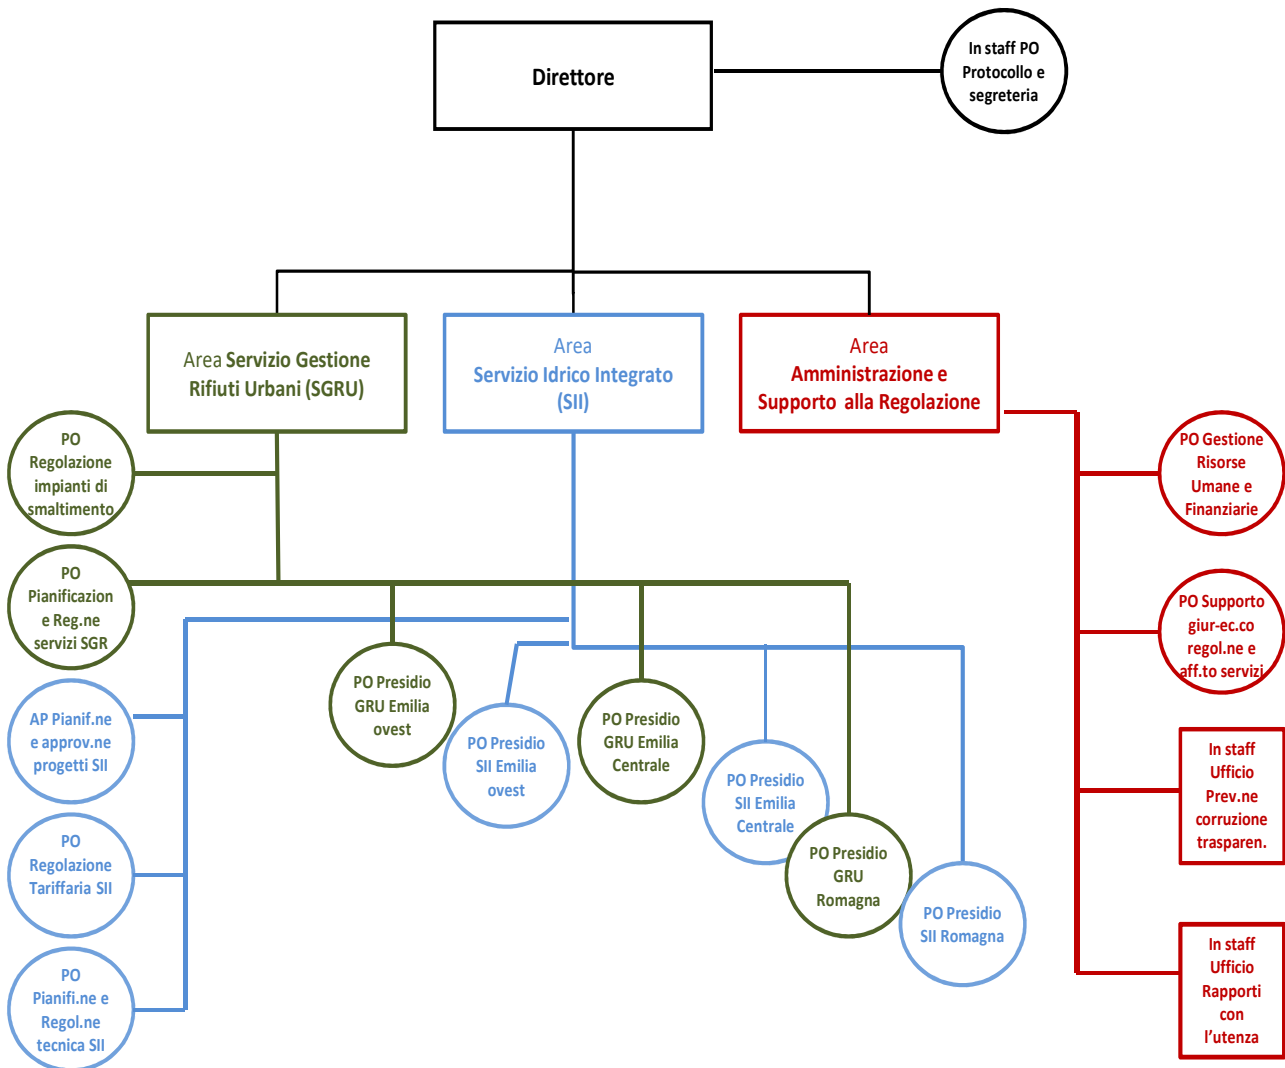 Direttore
In staff PO
Protocollo e
segreteria
Area Servizio Gestione
Rifiuti Urbani (SGRU)
Area
Servizio Idrico Integrato
(SII)
Area
Amministrazione e
Supporto alla Regolazione
PO
Regolazione
impianti di
smaltimento
PO
Pianificazion
e Reg.ne
servizi SGR
AP Pianif.ne
e approv.ne
progetti SII
PO
Regolazione
Tariffaria SII
PO
Pianifi.ne e
Regol.ne
tecnica SII
PO Presidio
GRU Emilia
ovest
PO Presidio
SII Emilia
ovest
PO Presidio
GRU Emilia
Centrale
PO Presidio
SII Emilia
Centrale
PO Presidio
GRU
Romagna
PO Presidio
SII Romagna
PO Gestione
Risorse
Umane e
Finanziarie
PO Supporto
giur-ec.co
regol.ne e
aff.to servizi
In staff
Ufficio
Prev.ne
corruzione
trasparen.
In staff
Ufficio
Rapporti
con
l’utenza